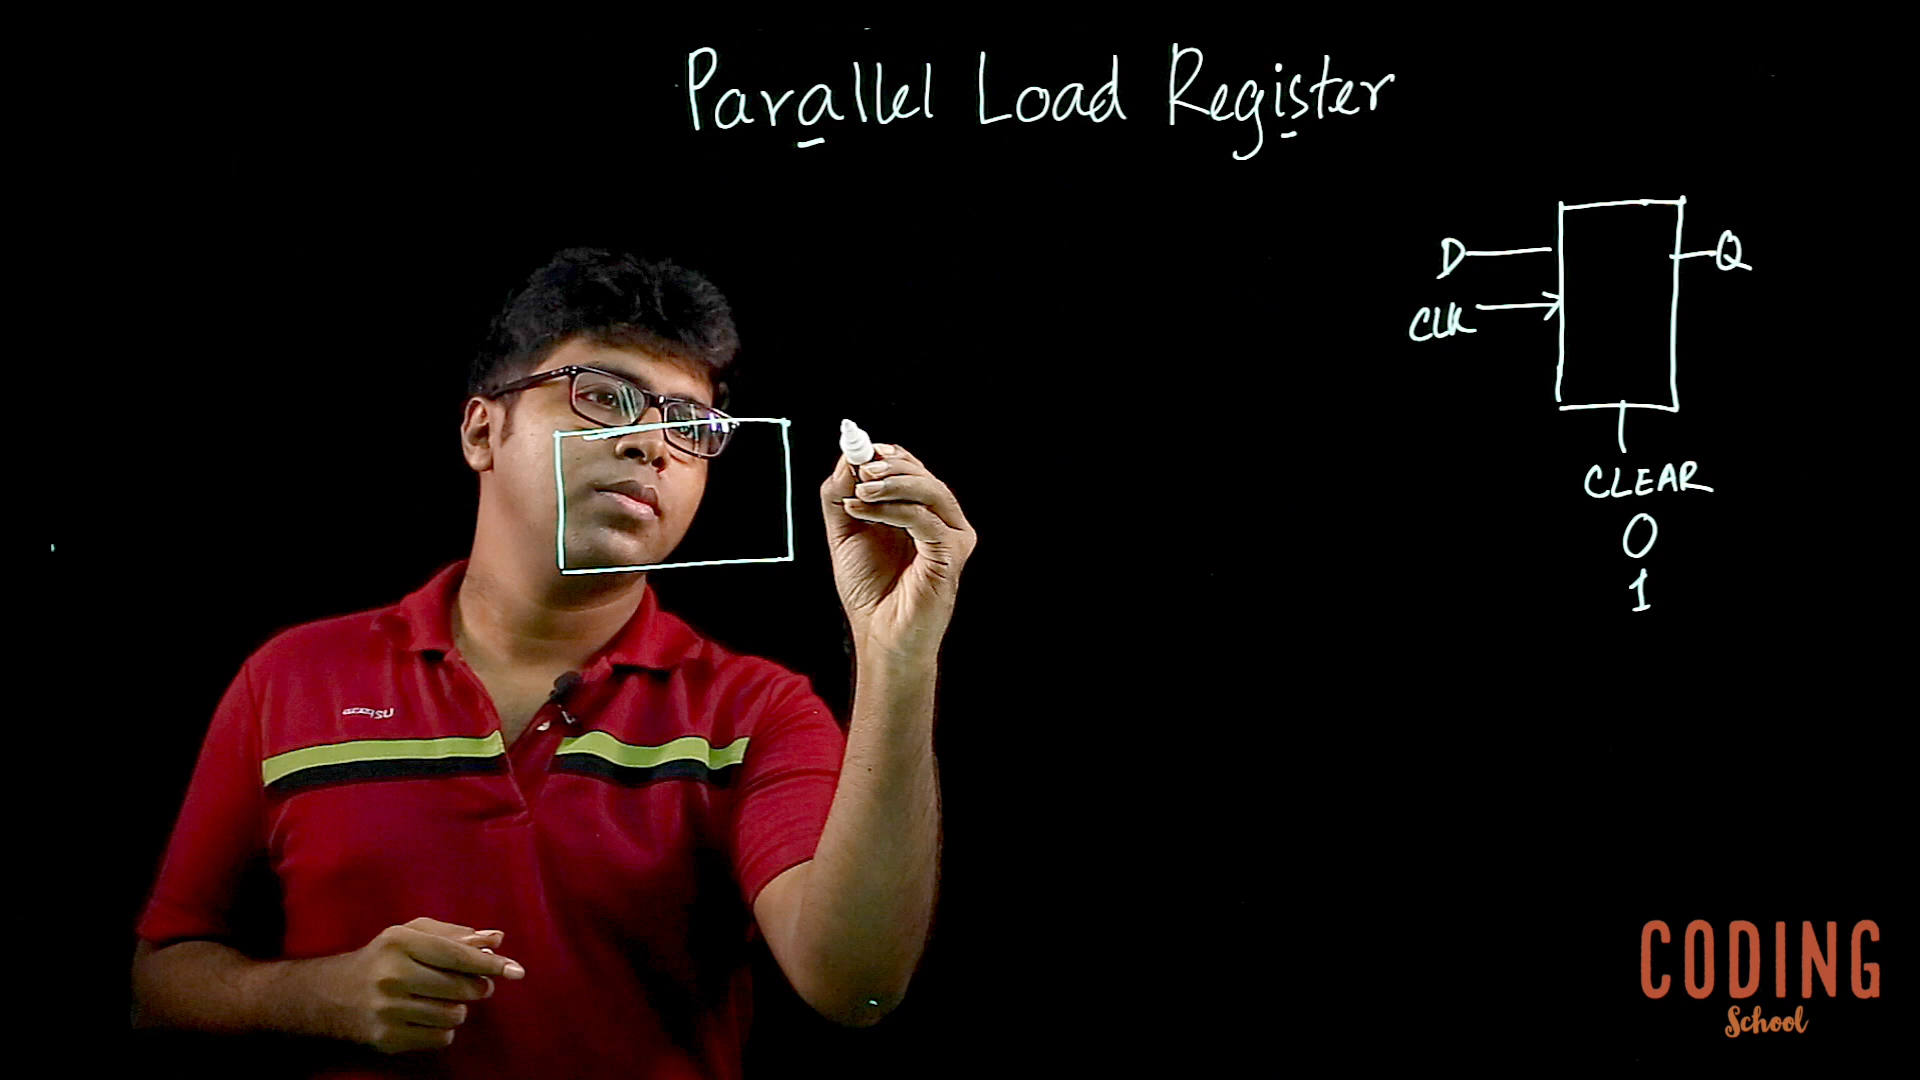 Parallel Load Register
D
Q
CLK
CLEAR
0
1
CODING
School